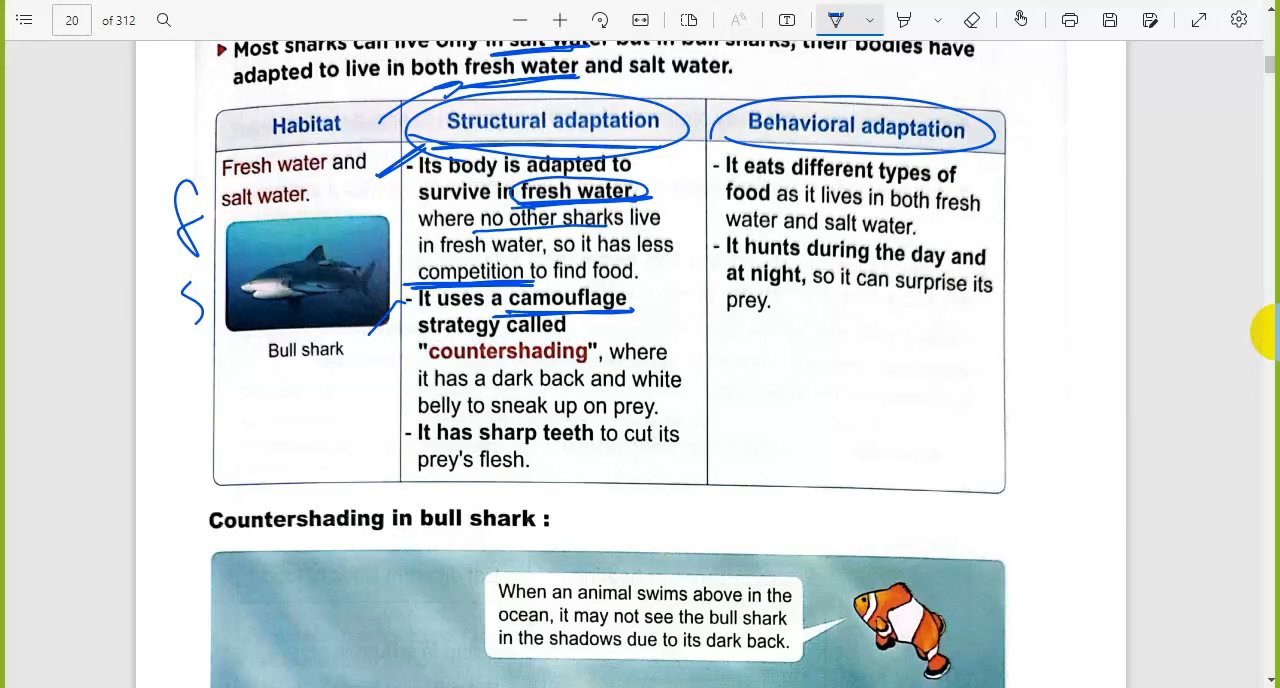 20 of 312
Most sharks can live only in salt water but in bull sharks, their bodies have
adapted to live in both fresh water and salt water.
Habitat
Structural adaptation
Behavioral adaptation
Fresh water and
salt water.
f
s
Bull shark
- Its body is adapted to
survive in fresh water,
where no other sharks live
in fresh water, so it has less
competition to find food.
- It uses a camouflage
strategy called
"countershading", where
it has a dark back and white
belly to sneak up on prey.
- It has sharp teeth to cut its
prey's flesh.
- It eats different types of
food as it lives in both fresh
water and salt water.
- It hunts during the day and
at night, so it can surprise its
prey.
Countershading in bull shark :
When an animal swims above in the
ocean, it may not see the bull shark
in the shadows due to its dark back.